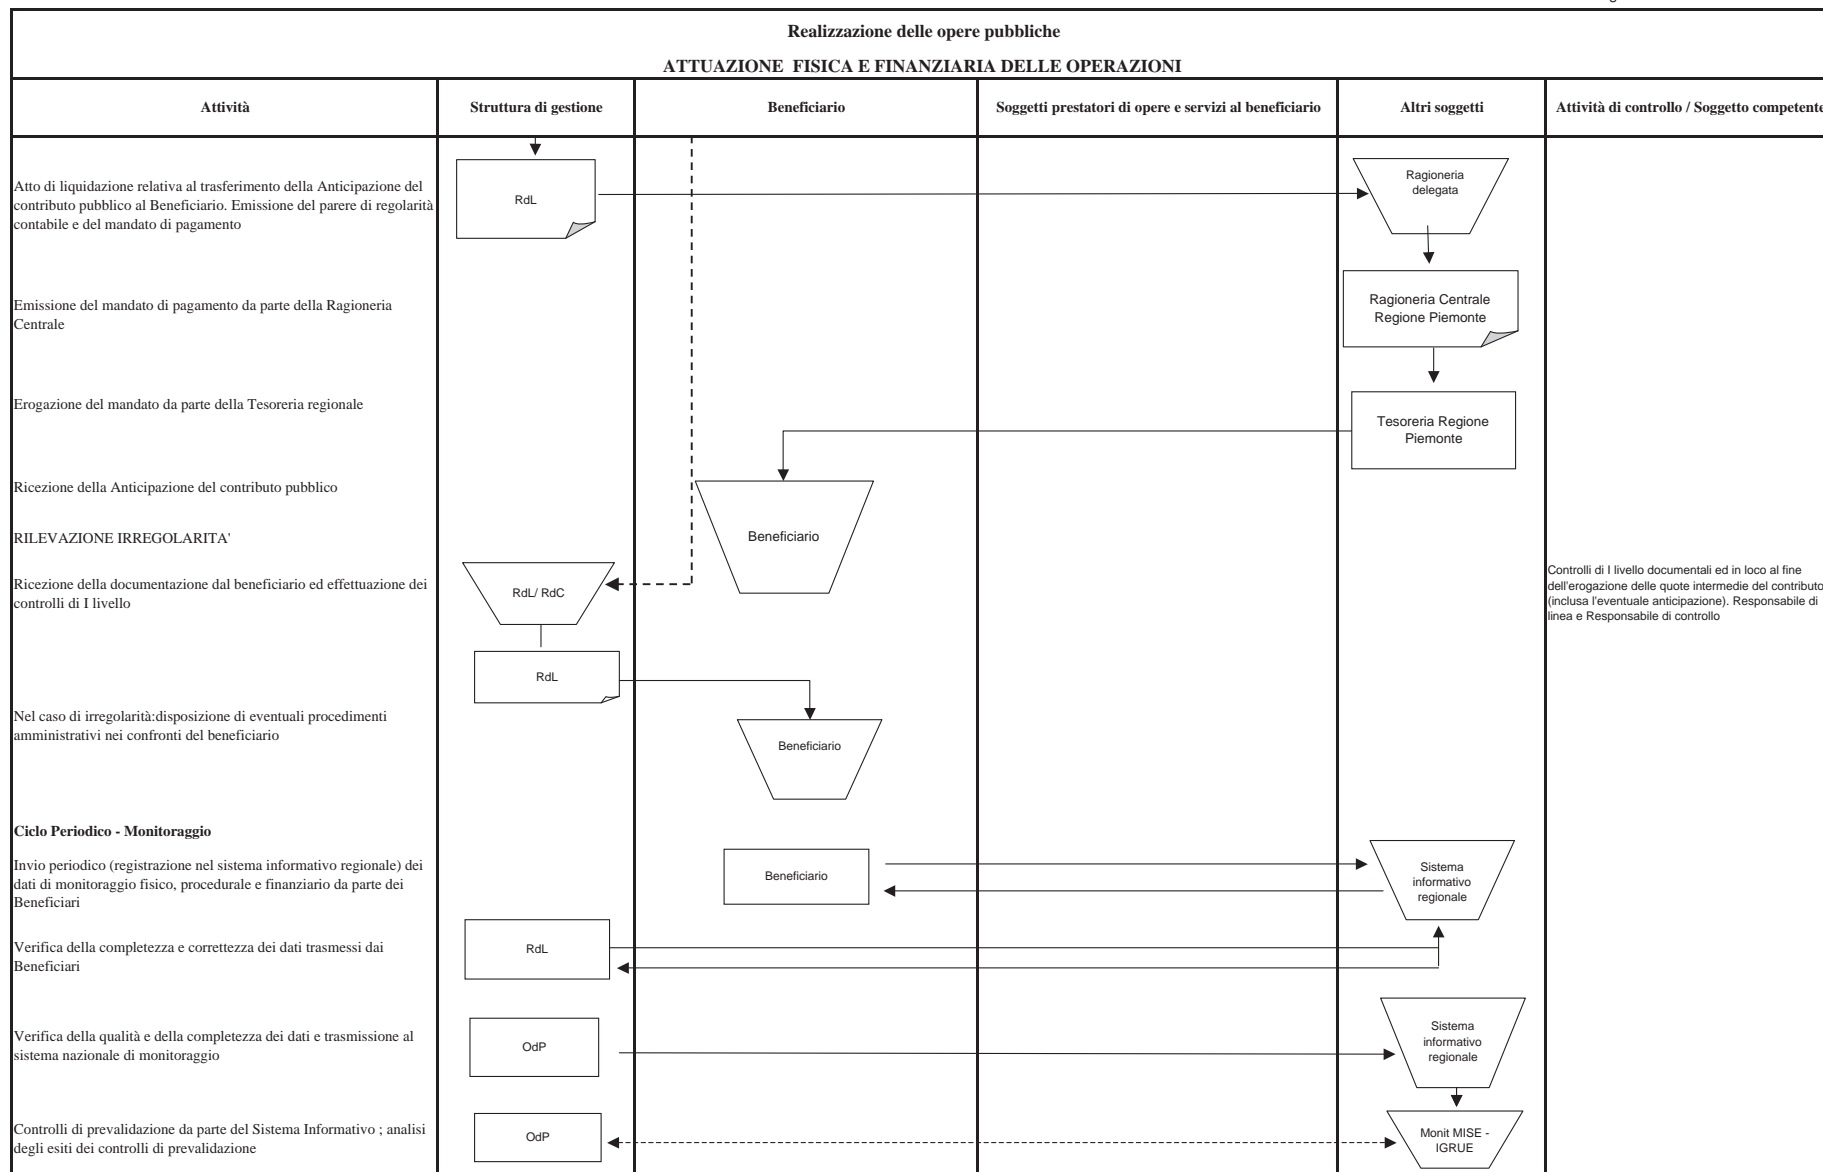 Realizzazione delle opere pubbliche
ATTUAZIONE FISICA E FINANZIARIA DELLE OPERAZIONI
Attività
Struttura di gestione
Beneficiario
Soggetti prestatori di opere e servizi al beneficiario
Altri soggetti
Attività di controllo / Soggetto competente
Atto di liquidazione relativa al trasferimento della Anticipazione del
contributo pubblico al Beneficiario. Emissione del parere di regolarità
contabile e del mandato di pagamento
RdL
Ragioneria
delegata
Emissione del mandato di pagamento da parte della Ragioneria
Centrale
Ragioneria Centrale
Regione Piemonte
Erogazione del mandato da parte della Tesoreria regionale
Tesoreria Regione
Piemonte
Ricezione della Anticipazione del contributo pubblico
Beneficiario
RILEVAZIONE IRREGOLARITA'
Ricezione della documentazione dal beneficiario ed effettuazione dei
controlli di I livello
RdL/ RdC
Controlli di I livello documentali ed in loco al fine
dell'erogazione delle quote intermedie del contributo
(inclusa l'eventuale anticipazione). Responsabile di
linea e Responsabile di controllo
RdL
Nel caso di irregolarità:disposizione di eventuali procedimenti
amministrativi nei confronti del beneficiario
Beneficiario
Ciclo Periodico - Monitoraggio
Invio periodico (registrazione nel sistema informativo regionale) dei
dati di monitoraggio fisico, procedurale e finanziario da parte dei
Beneficiari
Beneficiario
Sistema
informativo
regionale
Verifica della completezza e correttezza dei dati trasmessi dai
Beneficiari
RdL
Verifica della qualità e della completezza dei dati e trasmissione al
sistema nazionale di monitoraggio
OdP
Sistema
informativo
regionale
Controlli di prevalidazione da parte del Sistema Informativo ; analisi
degli esiti dei controlli di prevalidazione
OdP
Monit MISE -
IGRUE